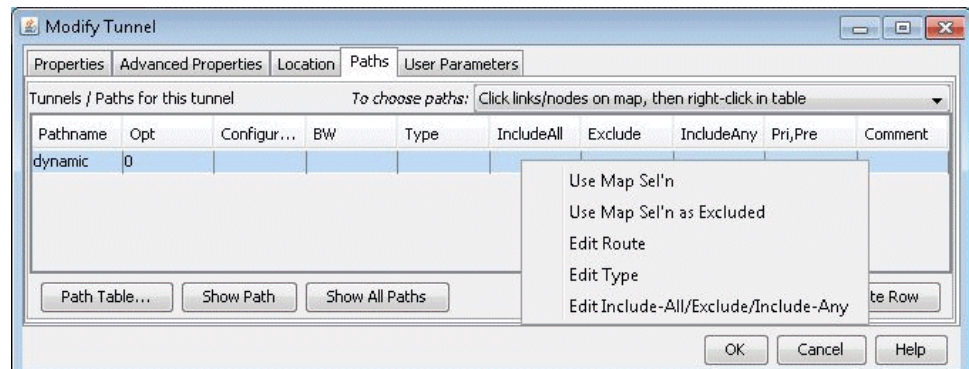 Modify Tunnel
Properties Advanced Properties Location Paths User Parameters
Tunnels / Paths for this tunnel To choose paths: Click links/nodes on map, then right-click in table
Pathname Opt Configur... BW Type IncludeAll Exclude IncludeAny Pri,Pre Comment
dynamic 0
Use Map Sel'n
Use Map Sel'n as Excluded
Edit Route
Edit Type
Edit Include-All/Exclude/Include-Any
Path Table... Show Path Show All Paths te Row
OK Cancel Help